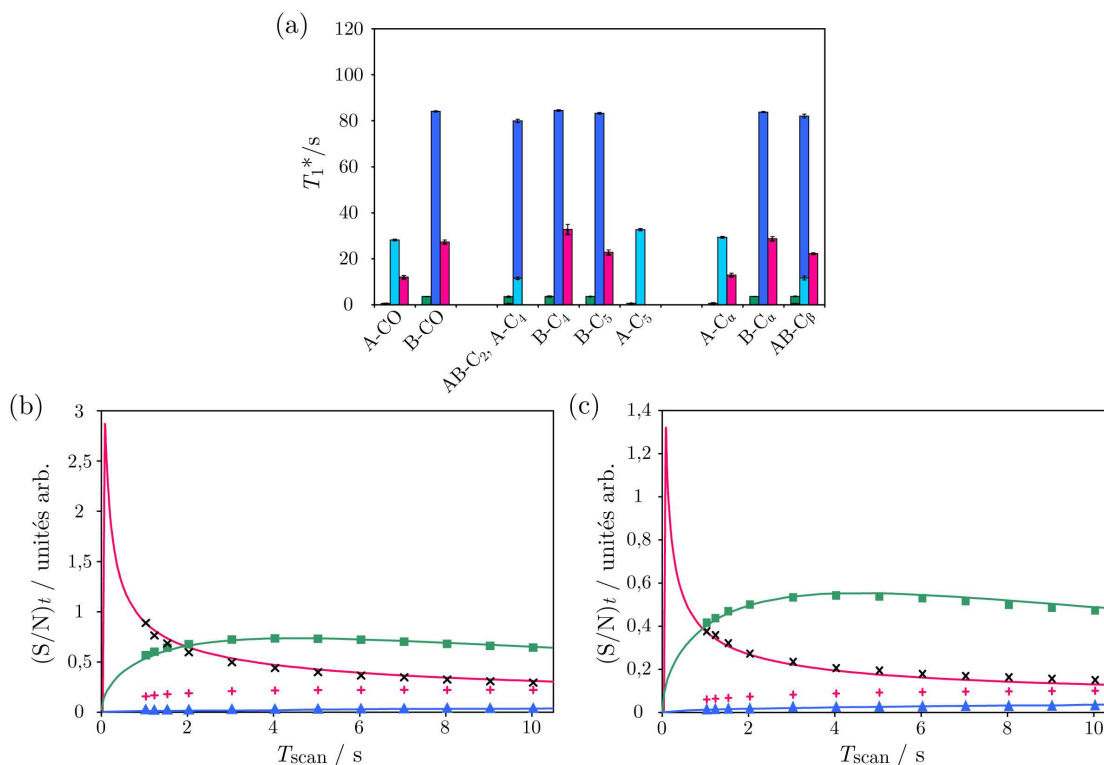 (a)
120
100
80
60
40
20
0
T₁*/s
A-CO
B-CO
AB-C₂, A-C₄
B-C₄
B-C₅
A-C₅
A-Cα
B-Cα
AB-Cβ
(b)
3
2,5
2
1,5
1
0,5
0
(S/N)t / unités arb.
0 2 4 6 8 10
Tscan / s
(c)
1,4
1,2
1
0,8
0,6
0,4
0,2
0
(S/N)t / unités arb.
0 2 4 6 8 10
Tscan / s